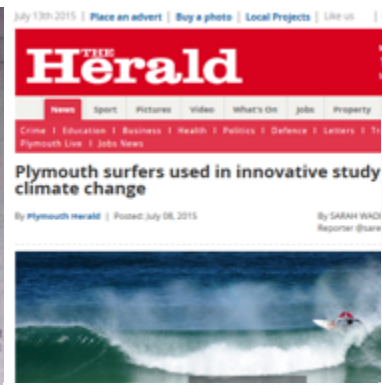 July 13th 2015 | Place an advert | Buy a photo | Local Projects | Like us |
THE
Herald
News Sport Pictures Video What's On Jobs Property
Crime | Education | Business | Health | Politics | Defence | Letters |
Plymouth Live | Jobs News
Plymouth surfers used in innovative study
climate change
By Plymouth Herald | Posted: July 08, 2015
By SARAH
Reporter